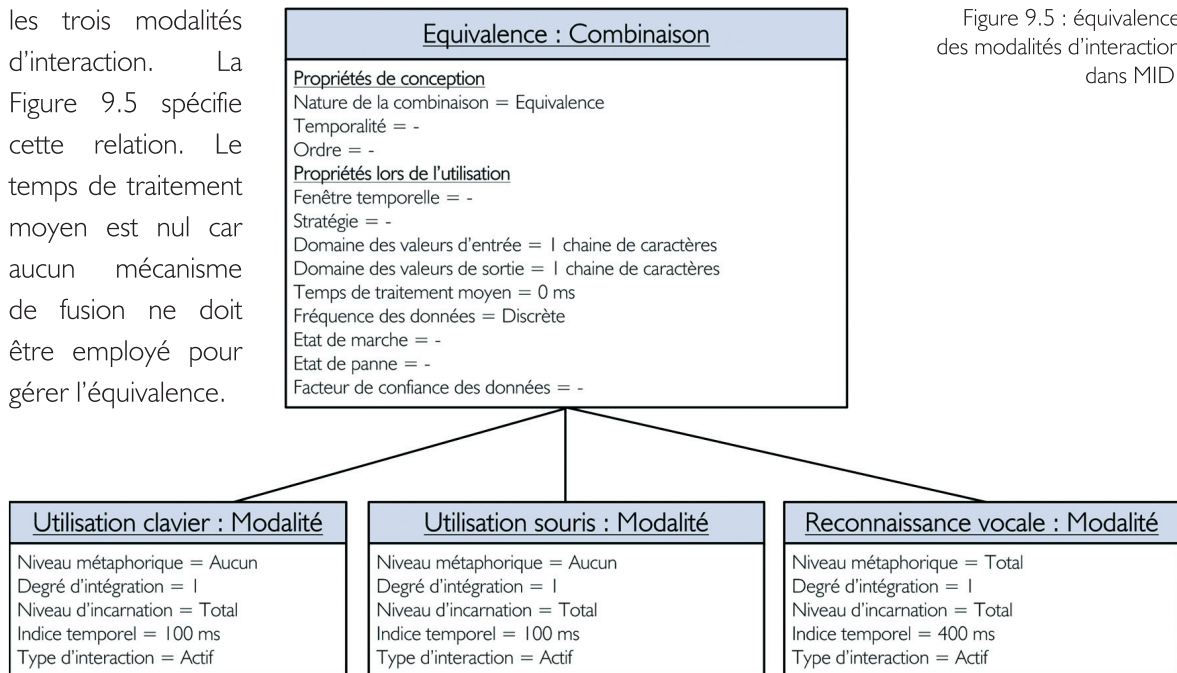 les trois modalités
d’interaction. La
Figure 9.5 spécifie
cette relation. Le
temps de traitement
moyen est nul car
aucun mécanisme
de fusion ne doit
être employé pour
gérer l’équivalence.
Figure 9.5 : équivalence
des modalités d’interaction
dans MID
Equivalence : Combinaison
Propriétés de conception
Nature de la combinaison = Equivalence
Temporalité = -
Ordre = -
Propriétés lors de l’utilisation
Fenêtre temporelle = -
Stratégie = -
Domaine des valeurs d’entrée = 1 chaine de caractères
Domaine des valeurs de sortie = 1 chaine de caractères
Temps de traitement moyen = 0 ms
Fréquence des données = Discrète
Etat de marche = -
Etat de panne = -
Facteur de confiance des données = -
Utilisation clavier : Modalité
Niveau métaphorique = Aucun
Degré d’intégration = 1
Niveau d’incarnation = Total
Indice temporel = 100 ms
Type d’interaction = Actif
Utilisation souris : Modalité
Niveau métaphorique = Aucun
Degré d’intégration = 1
Niveau d’incarnation = Total
Indice temporel = 100 ms
Type d’interaction = Actif
Reconnaissance vocale : Modalité
Niveau métaphorique = Total
Degré d’intégration = 1
Niveau d’incarnation = Total
Indice temporel = 400 ms
Type d’interaction = Actif